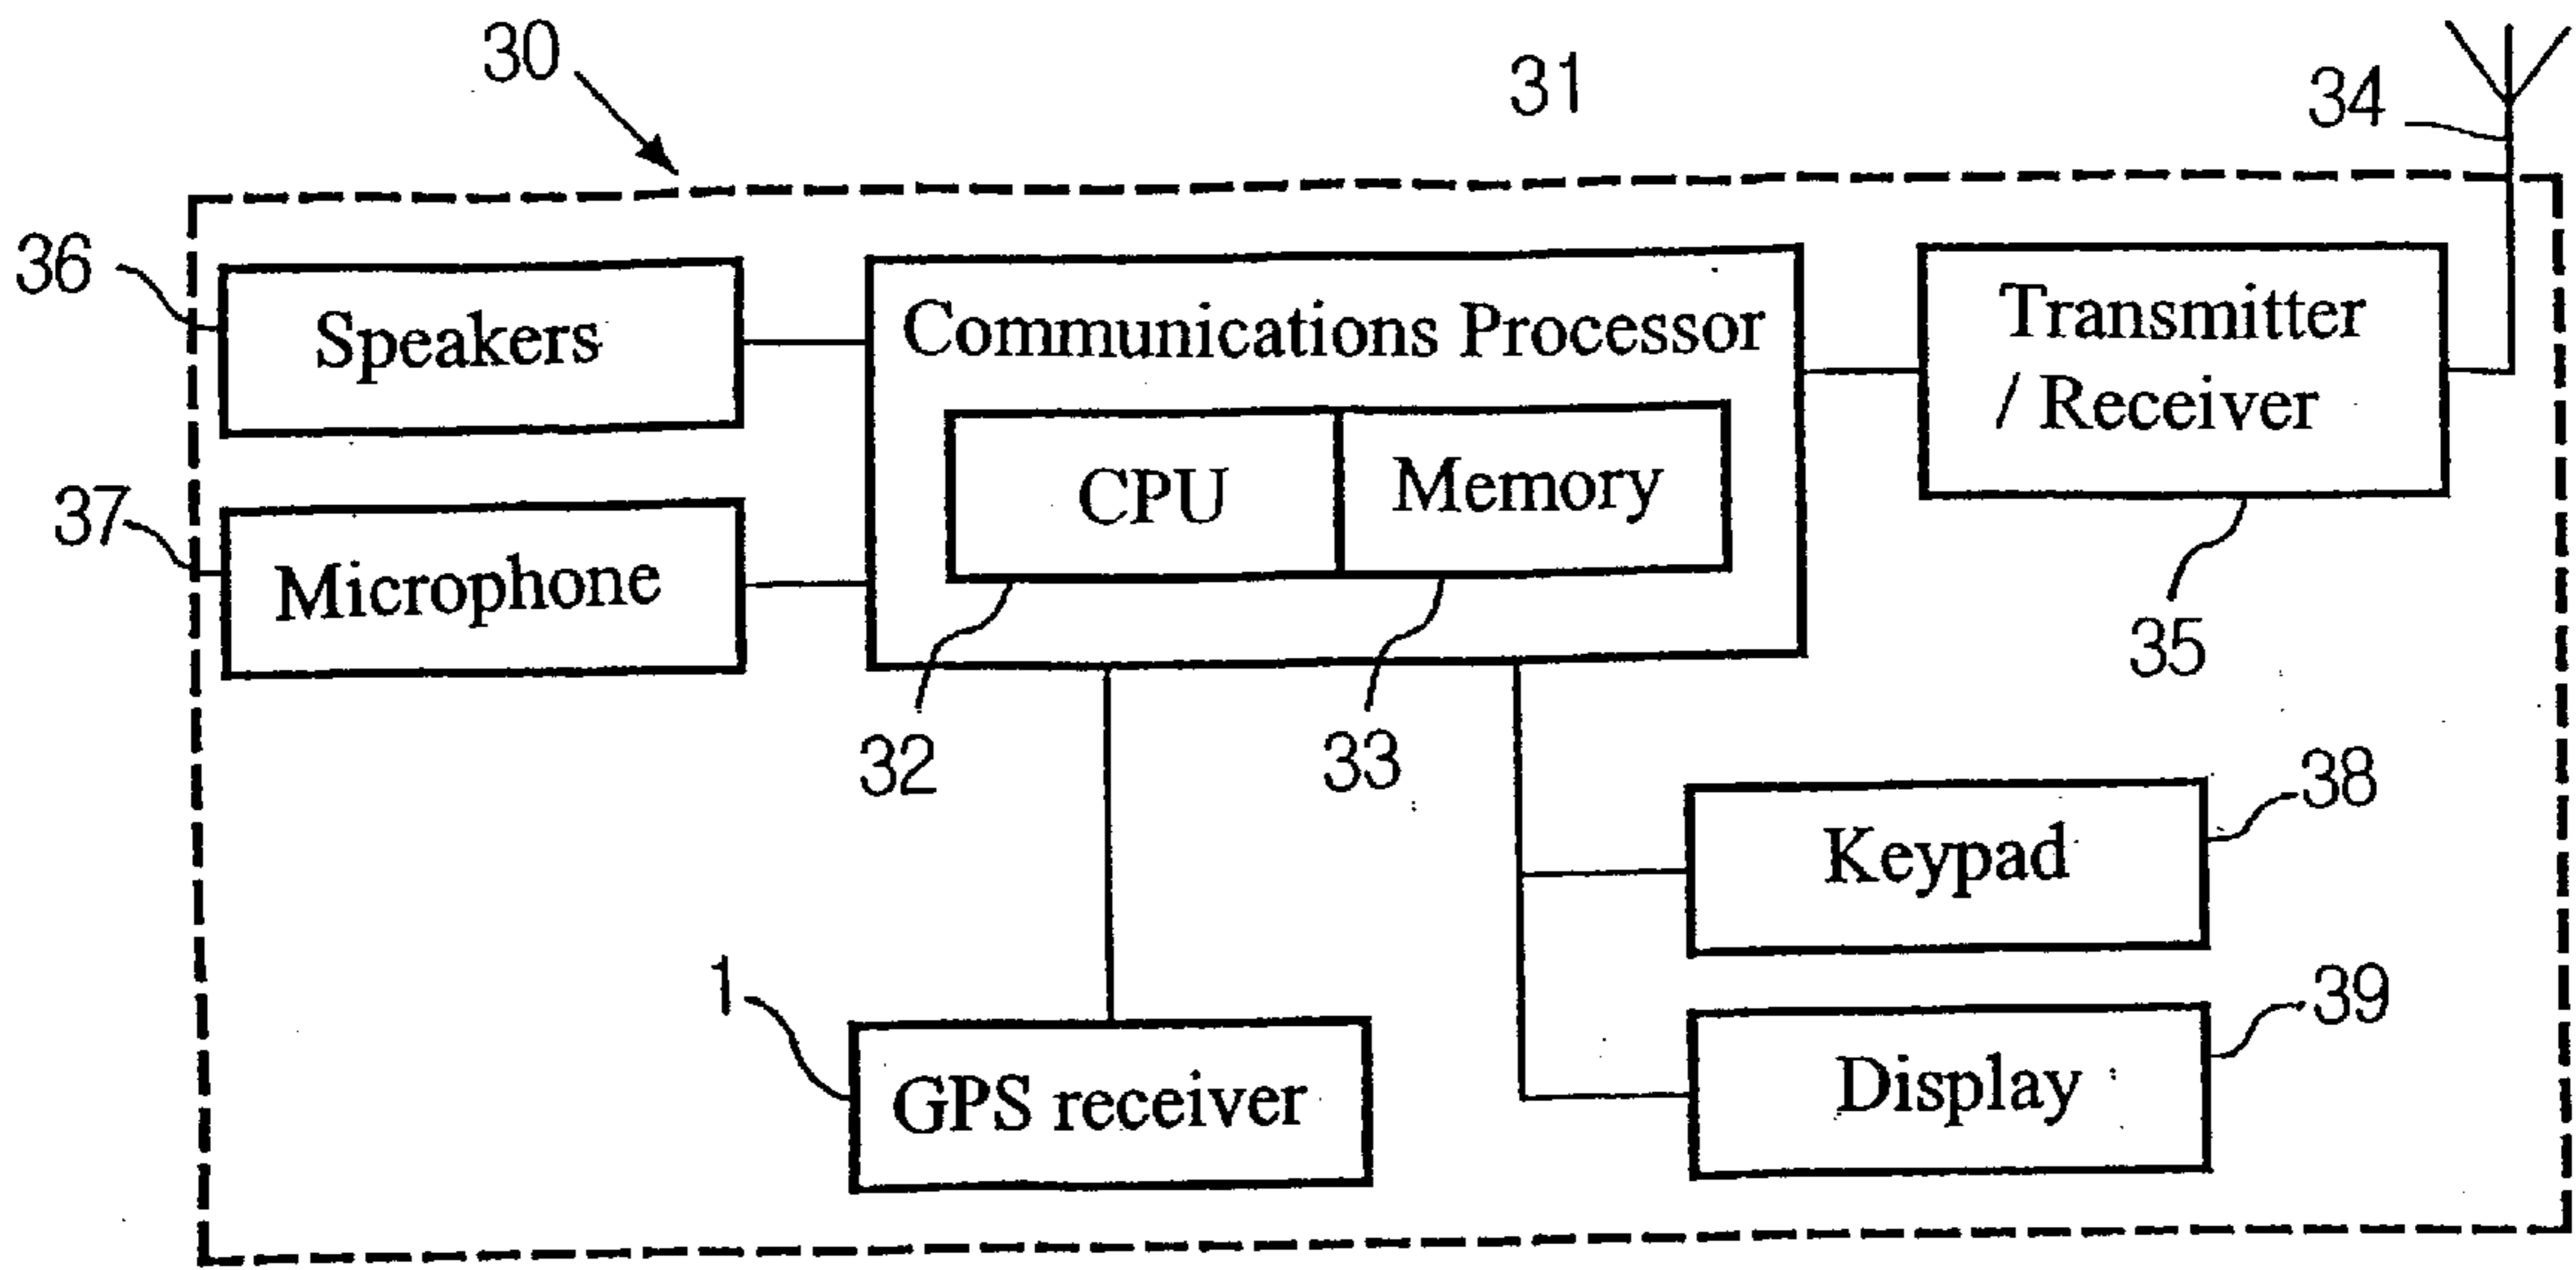 30
31
34
36
Speakers
Communications Processor
Transmitter
/ Receiver
CPU
Memory
37
Microphone
35
32
33
38
Keypad
1
GPS receiver
39
Display